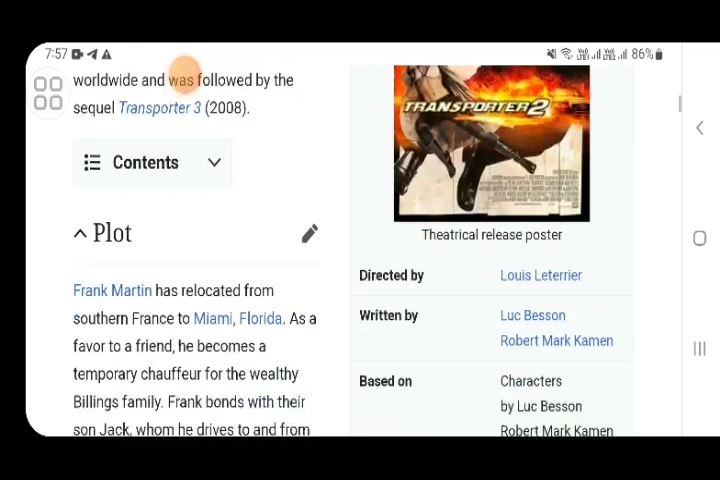 7:57
86%
worldwide and was followed by the
sequel Transporter 3 (2008).
Contents
Plot
Frank Martin has relocated from
southern France to Miami, Florida. As a
favor to a friend, he becomes a
temporary chauffeur for the wealthy
Billings family. Frank bonds with their
son Jack, whom he drives to and from
TRANSPORTER 2
Theatrical release poster
Directed by
Louis Leterrier
Written by
Luc Besson
Robert Mark Kamen
Based on
Characters
by Luc Besson
Robert Mark Kamen